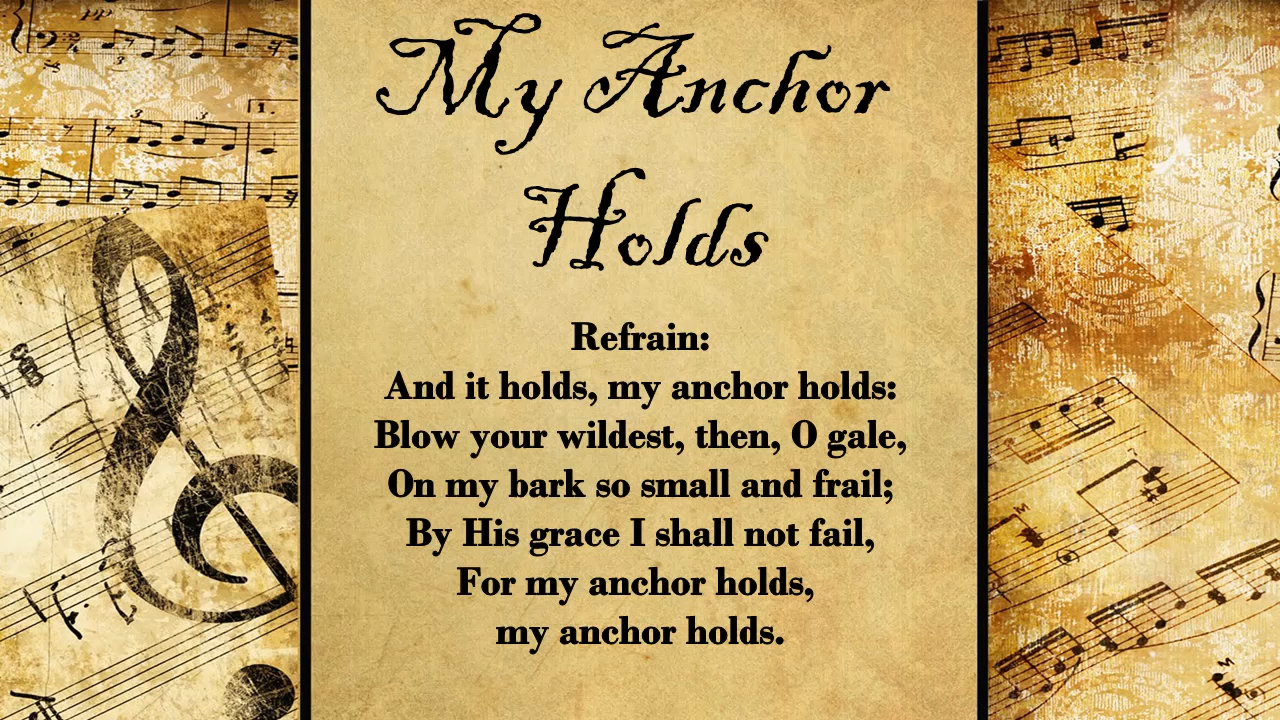 My Anchor
Holds
Refrain:
And it holds, my anchor holds:
Blow your wildest, then, O gale,
On my bark so small and frail;
By His grace I shall not fail,
For my anchor holds,
my anchor holds.